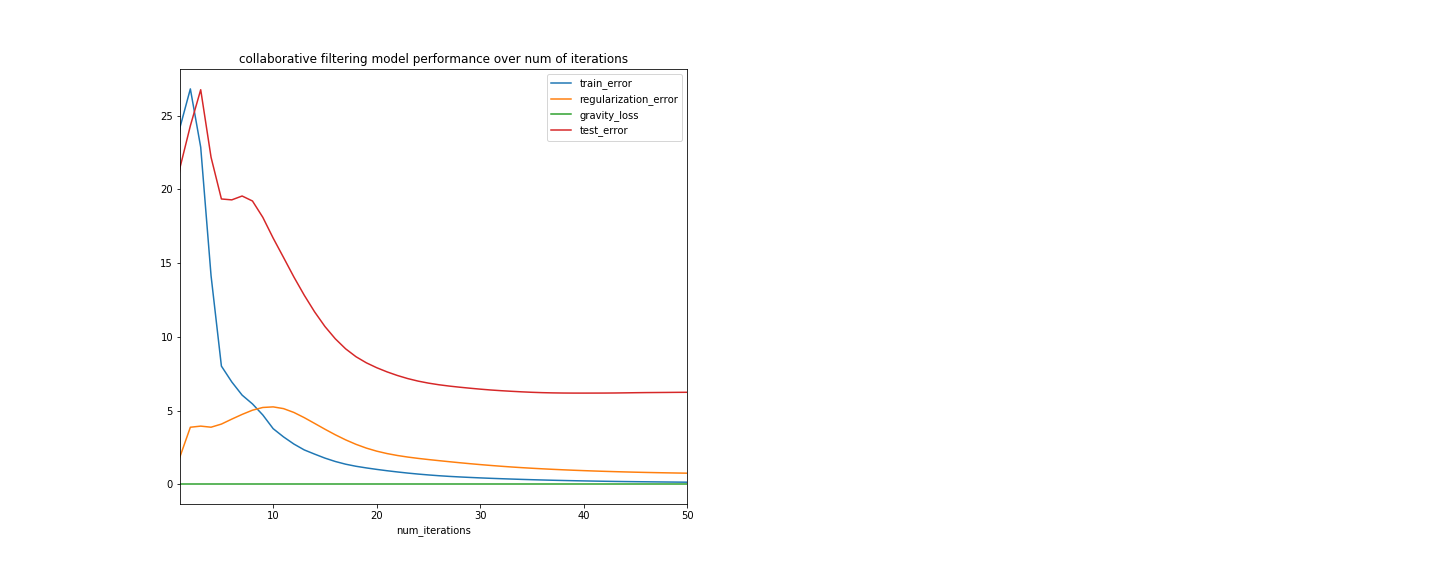 collaborative filtering model performance over num of iterations
train_error
regularization_error
gravity_loss
test_error
25
20
15
10
5
0
10 20 30 40 50
num_iterations